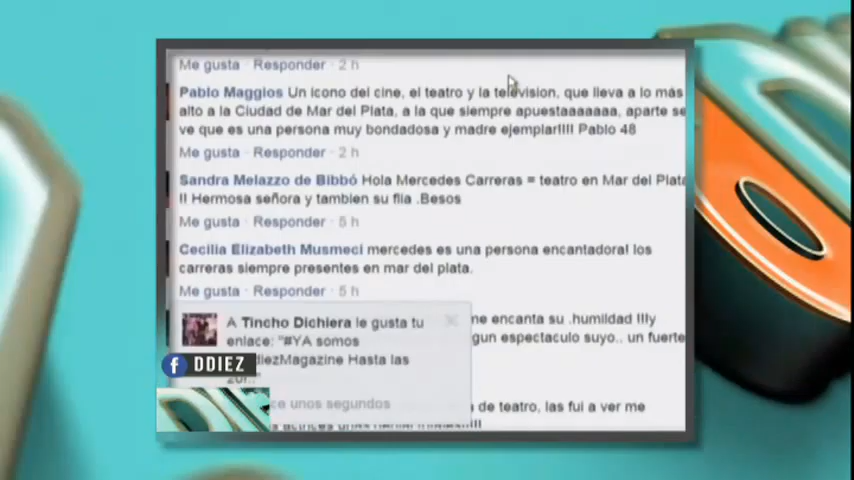 Me gusta · Responder · 2 h
Pablo Maggios Un icono del cine, el teatro y la television, que lleva a lo más
alto a la Ciudad de Mar del Plata, a la que siempre apuestaaaaaaa, aparte se
ve que es una persona muy bondadosa y madre ejemplar!!!! Pablo 48
Me gusta · Responder · 2 h
Sandra Melazzo de Bibbó Hola Mercedes Carreras = teatro en Mar del Plata
!! Hermosa señora y tambien su flia .Besos
Me gusta · Responder · 5 h
Cecilia Elizabeth Musmeci mercedes es una persona encantadora! los
carreras siempre presentes en mar del plata.
Me gusta · Responder · 5 h
me encanta su .humildad !!!y
gun espectaculo suyo.. un fuerte
A Tincho Dichiera le gusta tu
enlace: "#YA somos
diezMagazine Hasta las
f DDIEZ
ce unos segundos
de teatro, las fui a ver me